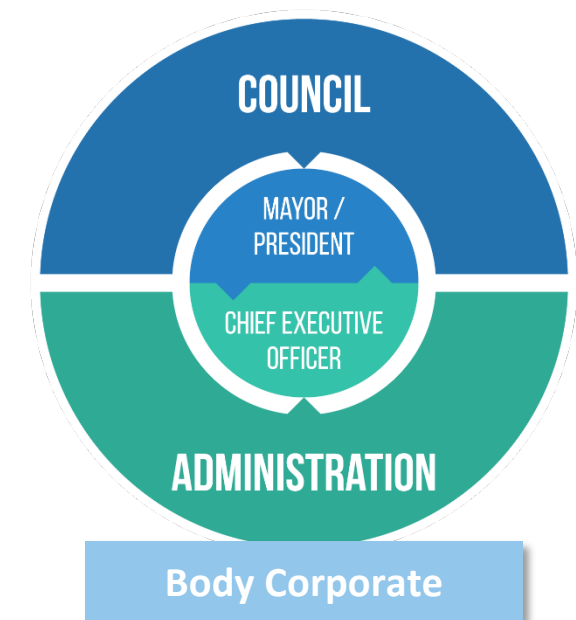 COUNCIL
MAYOR /
PRESIDENT
CHIEF EXECUTIVE
OFFICER
ADMINISTRATION
Body Corporate